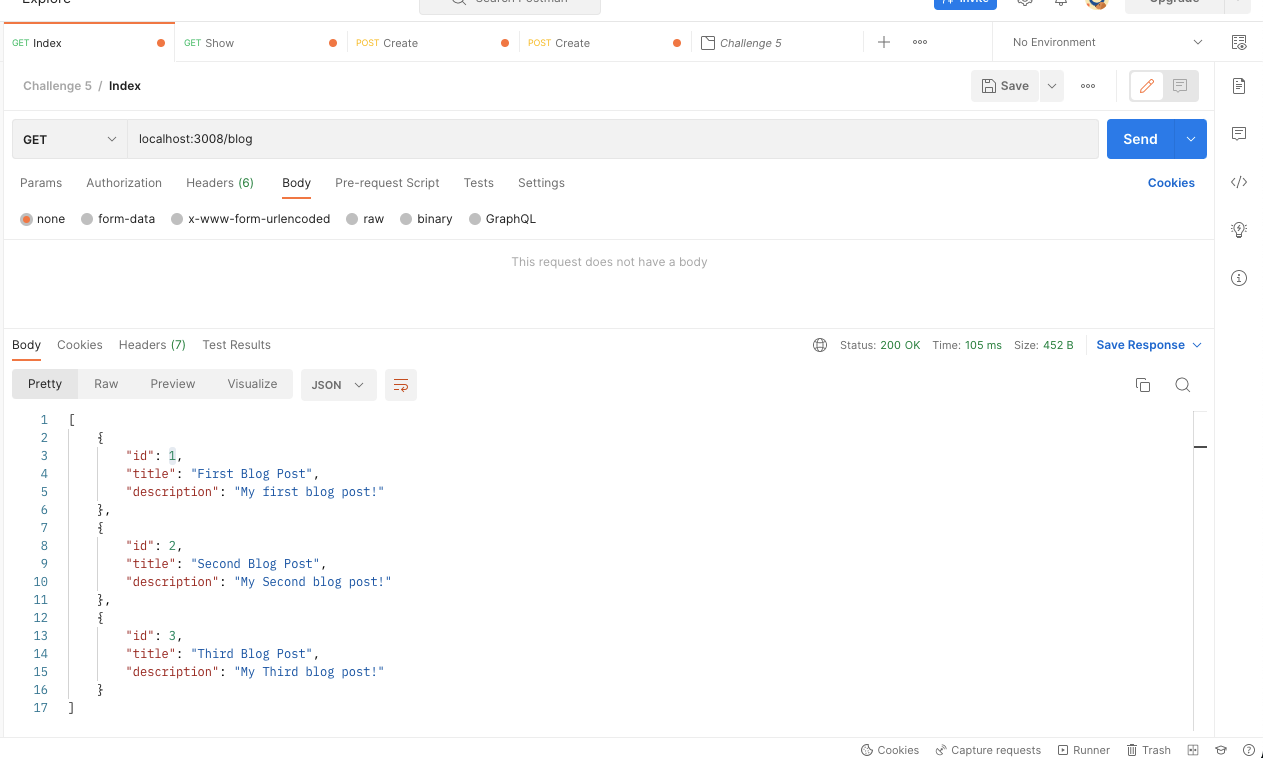 Explore
Search Postman
Invite
Upgrade
GET Index
GET Show
POST Create
POST Create
Challenge 5
No Environment
Challenge 5 / Index
Save
GET
localhost:3008/blog
Send
Params Authorization Headers (6) Body Pre-request Script Tests Settings
Cookies
none form-data x-www-form-urlencoded raw binary GraphQL
This request does not have a body
Body Cookies Headers (7) Test Results
Status: 200 OK Time: 105 ms Size: 452 B
Save Response
Pretty Raw Preview Visualize JSON
1 [
2 {
3 "id": 1,
4 "title": "First Blog Post",
5 "description": "My first blog post!"
6 },
7 {
8 "id": 2,
9 "title": "Second Blog Post",
10 "description": "My Second blog post!"
11 },
12 {
13 "id": 3,
14 "title": "Third Blog Post",
15 "description": "My Third blog post!"
16 }
17 ]
Cookies Capture requests Runner Trash